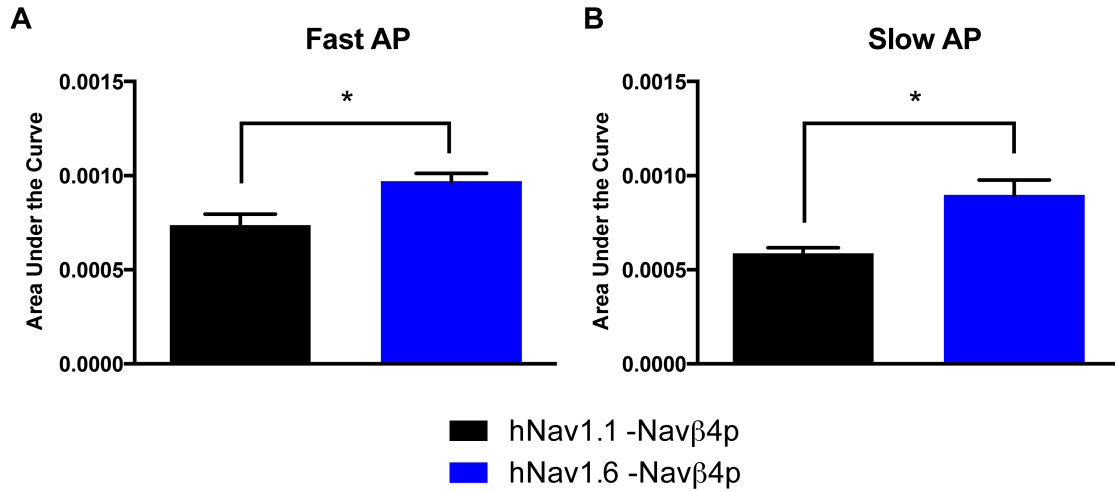 A
Fast AP
Area Under the Curve
0.0015
0.0010
0.0005
0.0000
*
B
Slow AP
Area Under the Curve
0.0015
0.0010
0.0005
0.0000
*
hNav1.1 -Navβ4p
hNav1.6 -Navβ4p